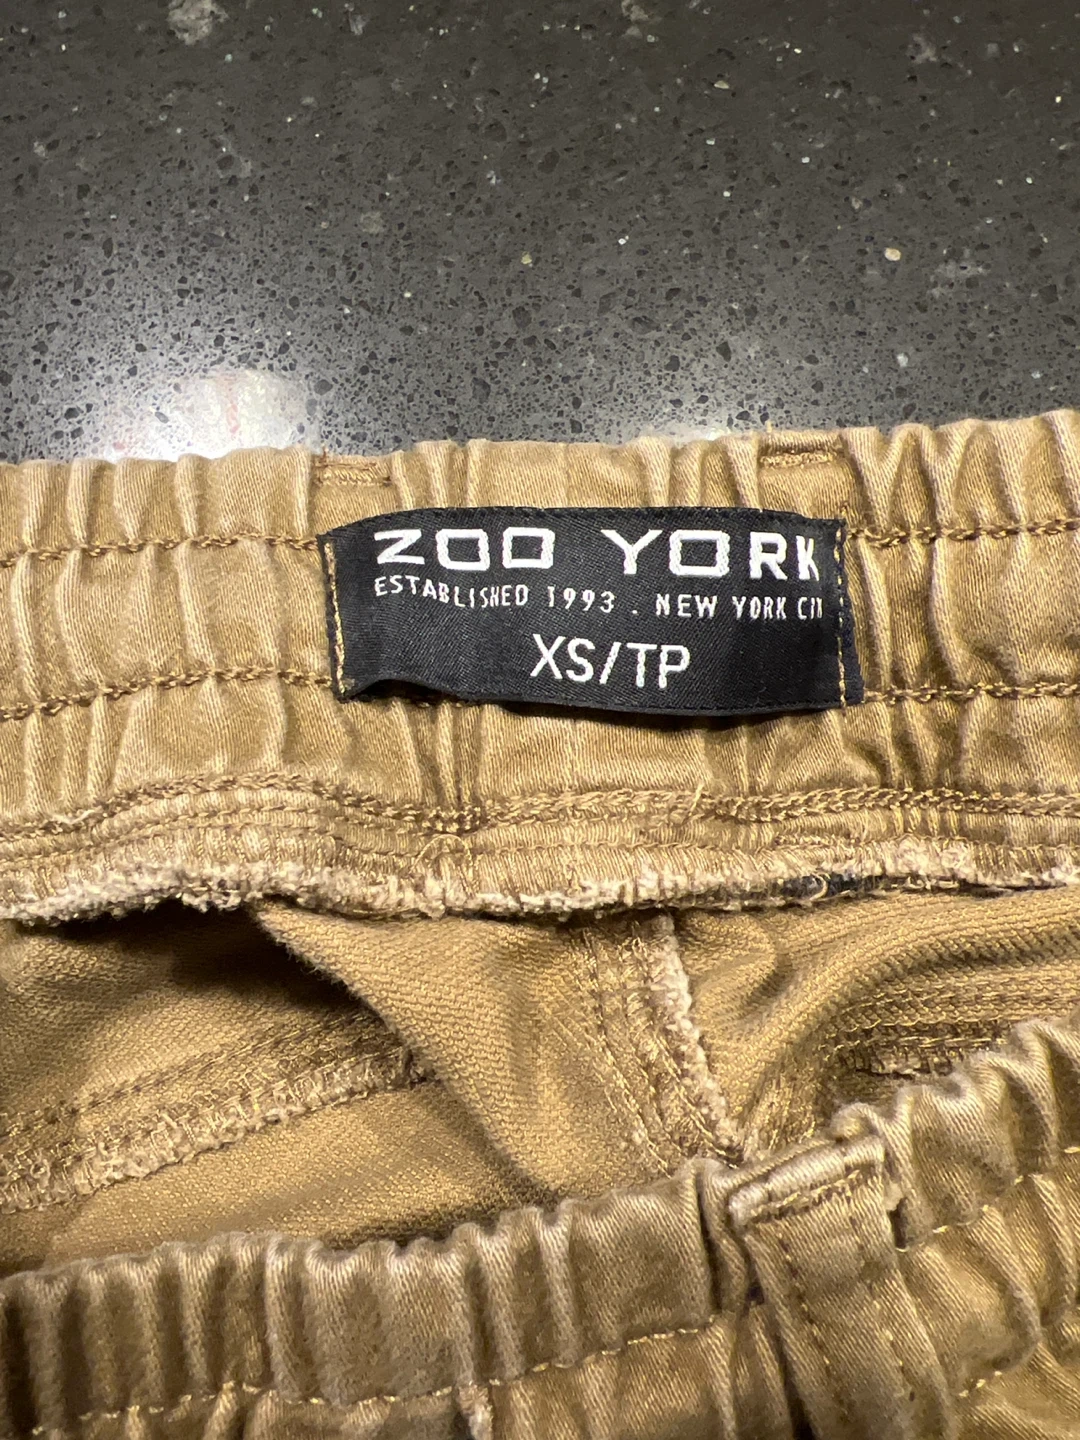 ZOO YORK
ESTABLISHED 1993 . NEW YORK
XS/TP